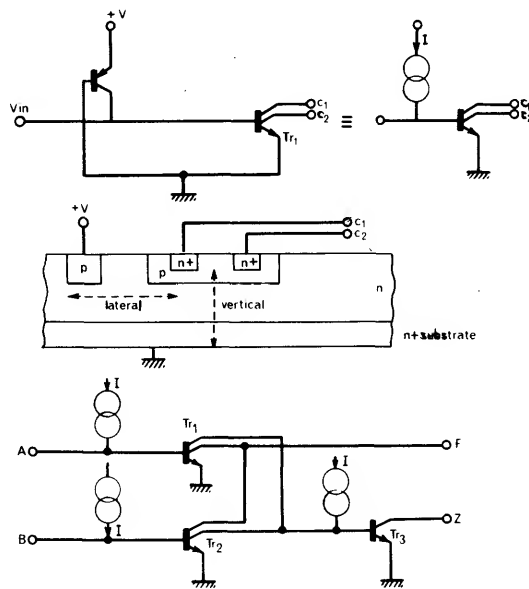 +V
I
Vin
c1
c2
Tr1
≡
c1
c2
+V
c1
c2
p
n+
n+
p
n
lateral
vertical
n+ substrate
I
Tr1
A
F
I
I
B
Z
Tr2
Tr3